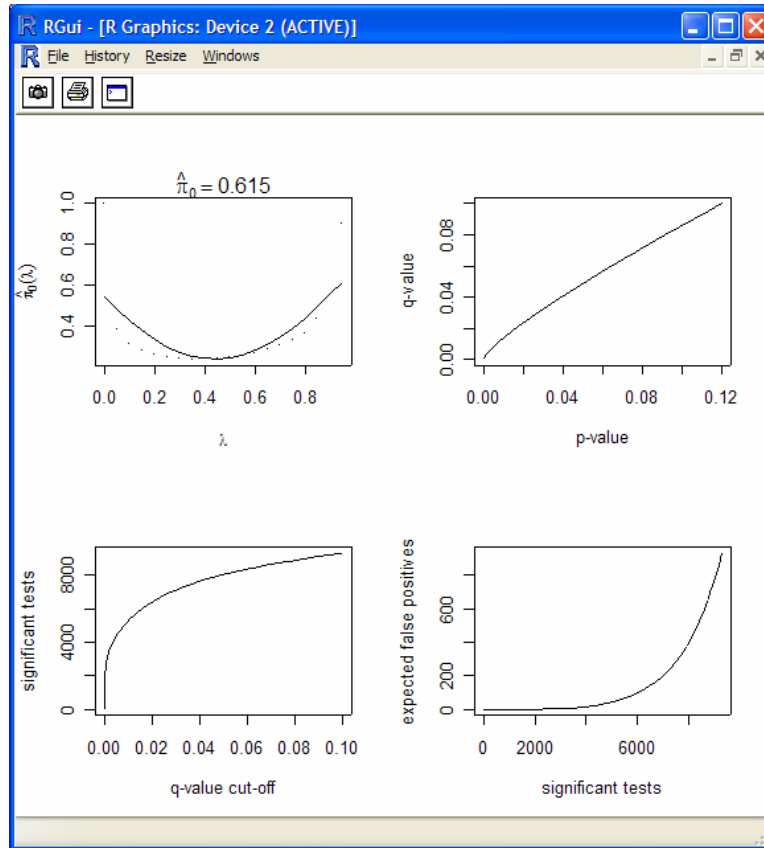 RGui - [R Graphics: Device 2 (ACTIVE)]
File History Resize Windows
π̂₀ = 0.615
π̂₀(λ)
1.0
0.8
0.6
0.4
0.0 0.2 0.4 0.6 0.8
λ
q-value
0.08
0.04
0.00
0.00 0.04 0.08 0.12
p-value
significant tests
8000
4000
0
0.00 0.02 0.04 0.06 0.08 0.10
q-value cut-off
expected false positives
600
200
0
0 2000 6000
significant tests